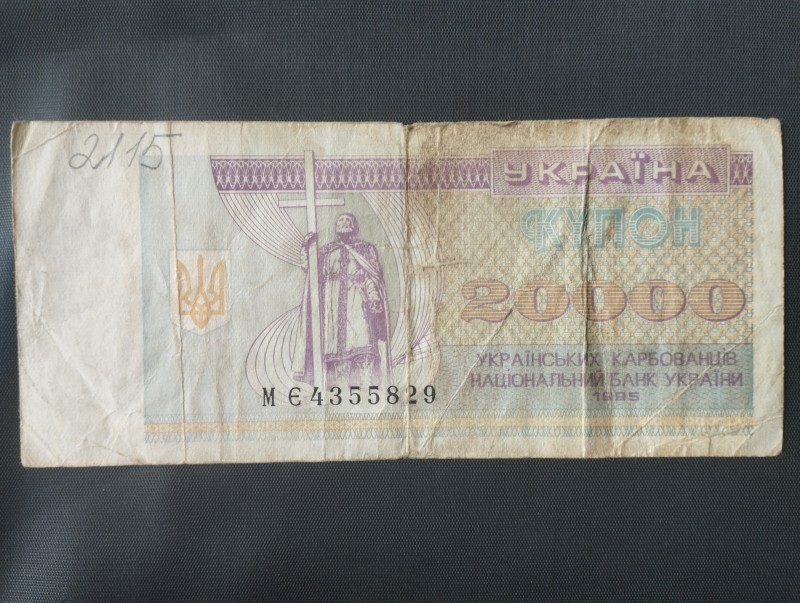 2115
УКРАЇНА
КУПОН
20000
УКРАЇНСЬКИХ КАРБОВАНЦІВ
НАЦІОНАЛЬНИЙ БАНК УКРАЇНИ
1995
МЄ4355829